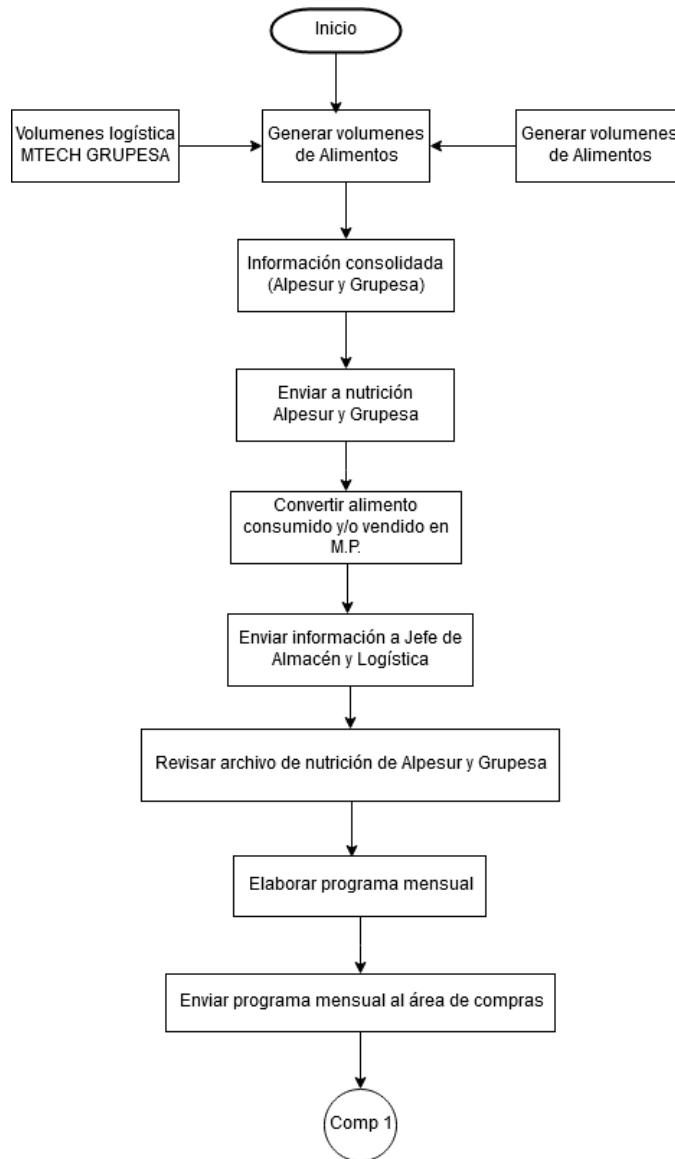 Inicio
Volumenes logística
MTECH GRUPESA
Generar volumenes
de Alimentos
Generar volumenes
de Alimentos
Información consolidada
(Alpesur y Grupesa)
Enviar a nutrición
Alpesur y Grupesa
Convertir alimento
consumido y/o vendido en
M.P.
Enviar información a Jefe de
Almacén y Logística
Revisar archivo de nutrición de Alpesur y Grupesa
Elaborar programa mensual
Enviar programa mensual al área de compras
Comp 1